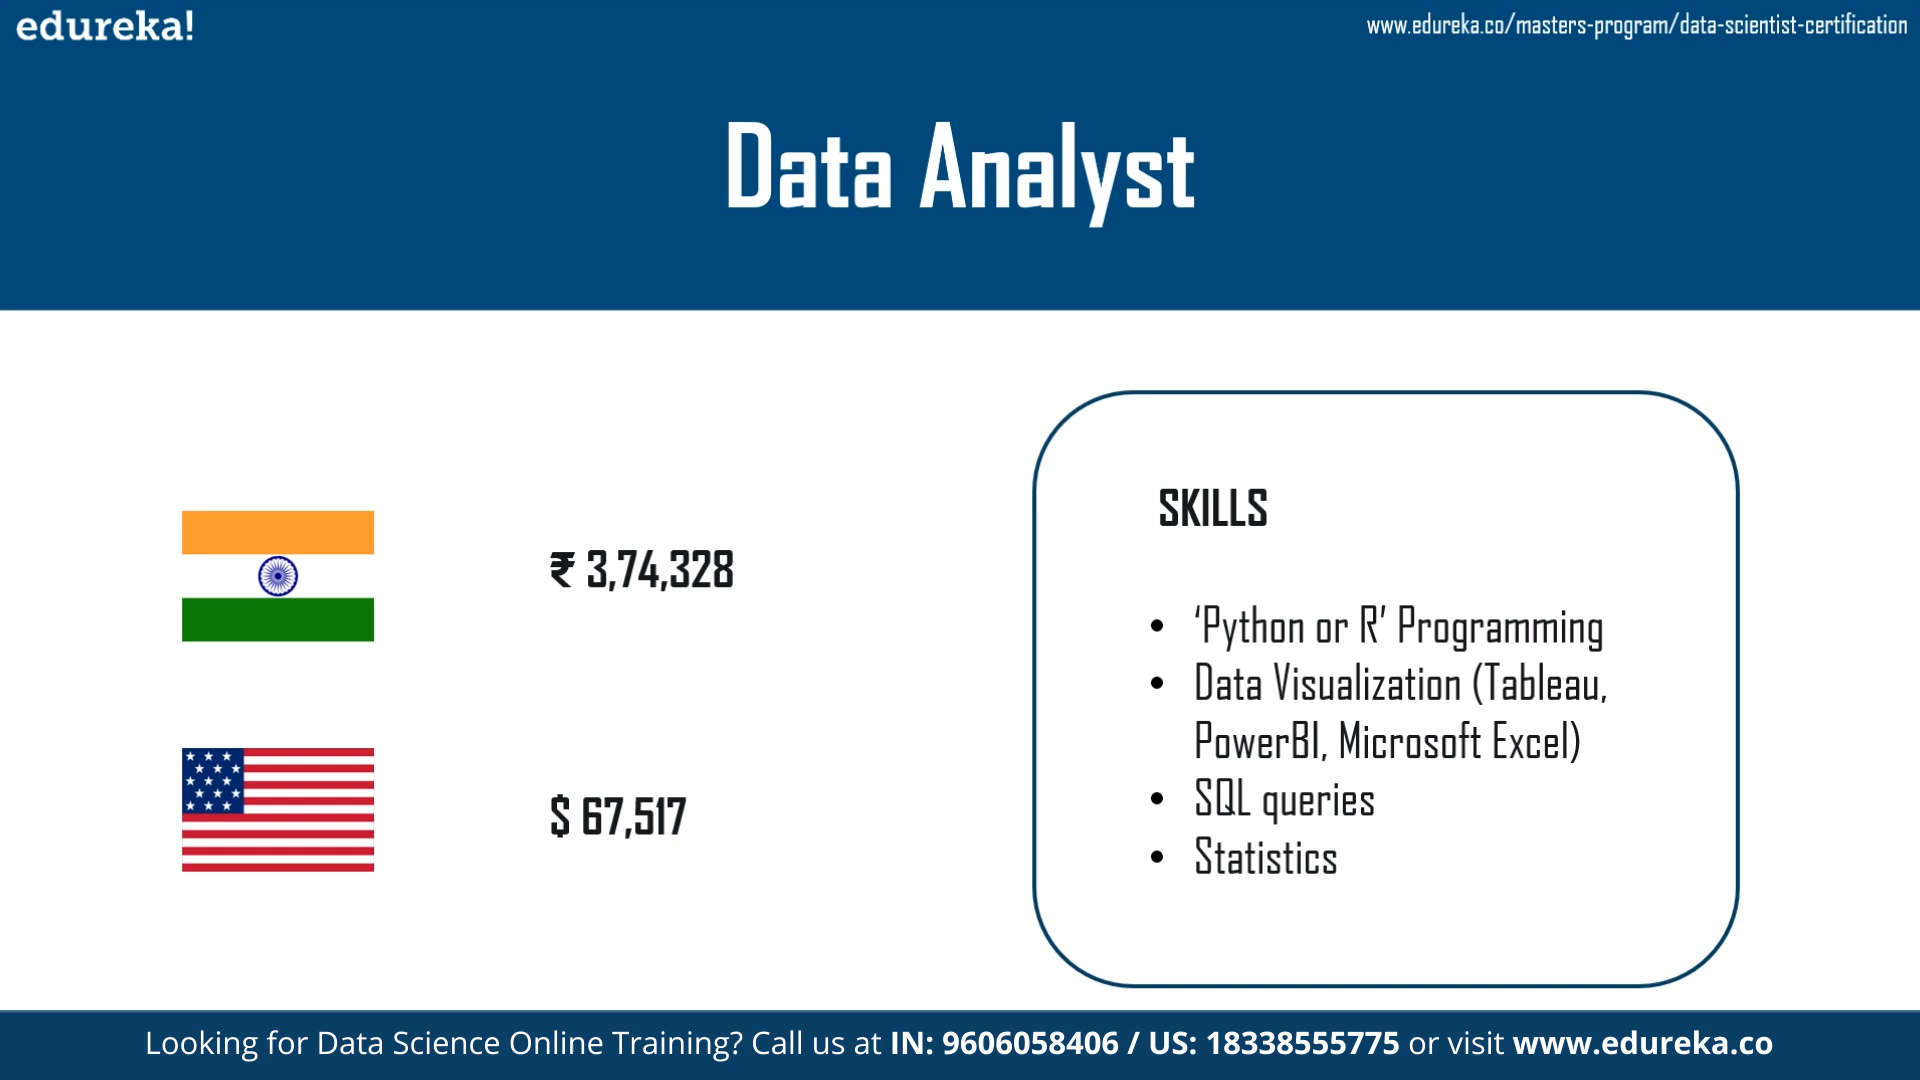 edureka!
www.edureka.co/masters-program/data-scientist-certification
Data Analyst
₹ 3,74,328
$ 67,517
SKILLS
• ‘Python or R’ Programming
• Data Visualization (Tableau,
PowerBI, Microsoft Excel)
• SQL queries
• Statistics
Looking for Data Science Online Training? Call us at IN: 9606058406 / US: 18338555775 or visit www.edureka.co